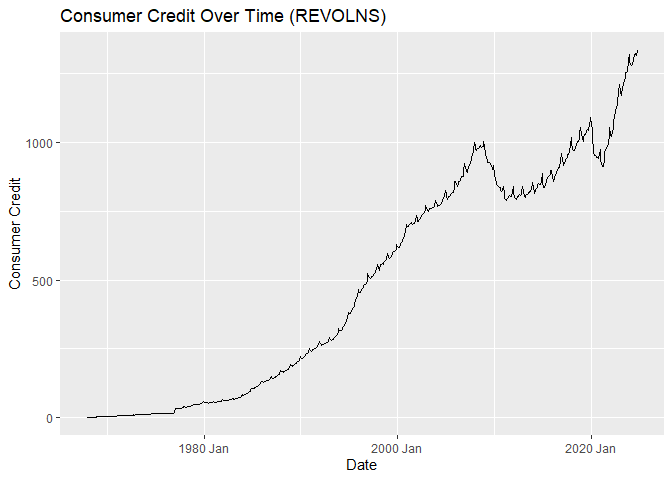 Consumer Credit Over Time (REVOLNS)
Consumer Credit
1000
500
0
1980 Jan
2000 Jan
2020 Jan
Date